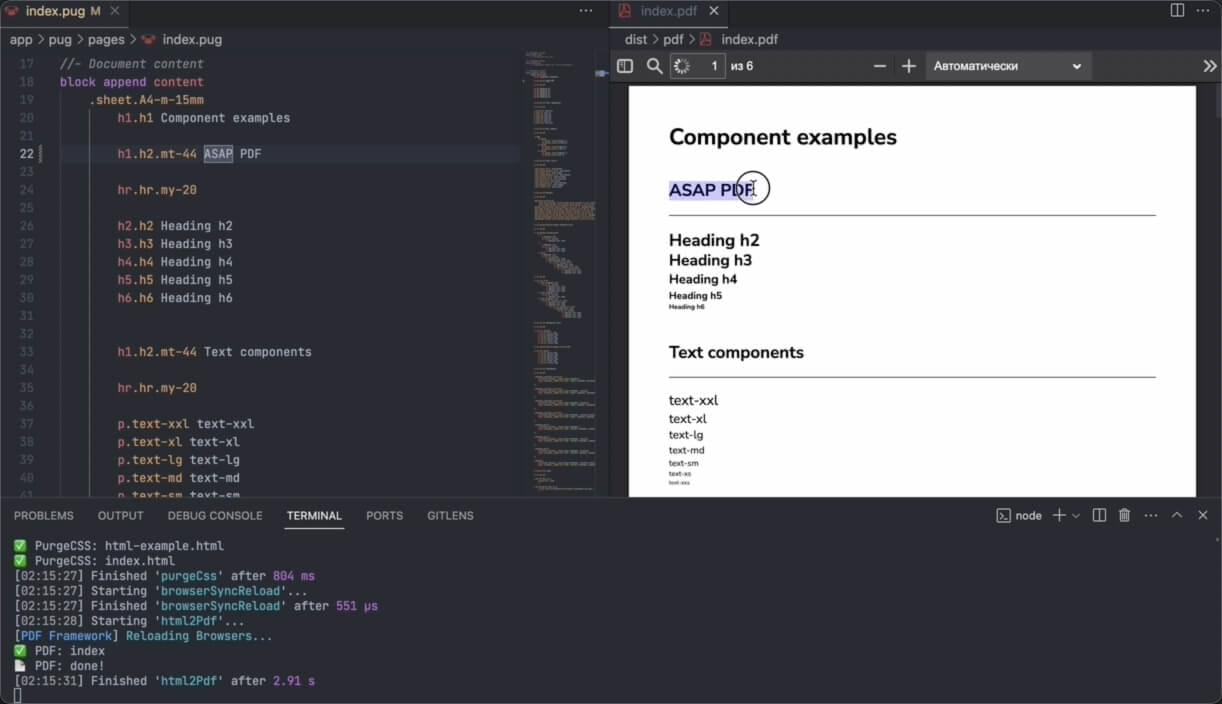 index.pug M
app > pug > pages > index.pug
17 //- Document content
18 block append content
19 .sheet.A4-m-15mm
20 h1.h1 Component examples
21
22 h1.h2.mt-44 ASAP PDF
23
24 hr.hr.my-20
25
26 h2.h2 Heading h2
27 h3.h3 Heading h3
28 h4.h4 Heading h4
29 h5.h5 Heading h5
30 h6.h6 Heading h6
31
32
33 h1.h2.mt-44 Text components
34
35 hr.hr.my-20
36
37 p.text-xxl text-xxl
38 p.text-xl text-xl
39 p.text-lg text-lg
40 p.text-md text-md
41 p.text-sm text-sm
index.pdf
dist > pdf > index.pdf
1 из 6 Автоматически
Component examples
ASAP PDF
Heading h2
Heading h3
Heading h4
Heading h5
Heading h6
Text components
text-xxl
text-xl
text-lg
text-md
text-sm
text-xs
text-xxs
PROBLEMS OUTPUT DEBUG CONSOLE TERMINAL PORTS GITLENS node
✅ PurgeCSS: html-example.html
✅ PurgeCSS: index.html
[02:15:27] Finished 'purgeCss' after 804 ms
[02:15:27] Starting 'browserSyncReload'...
[02:15:27] Finished 'browserSyncReload' after 551 μs
[02:15:28] Starting 'html2Pdf'...
[PDF Framework] Reloading Browsers...
✅ PDF: index
PDF: done!
[02:15:31] Finished 'html2Pdf' after 2.91 s